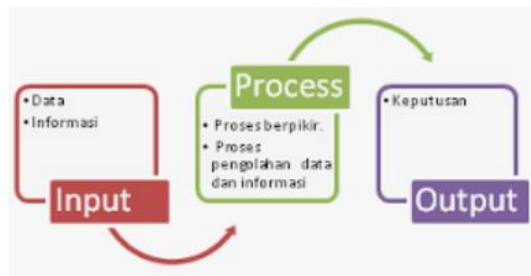 • Data
• Informasi
Input
Process
• Proses berpikir.
• Proses
pengolahan data
dan informasi
• Keputusan
Output